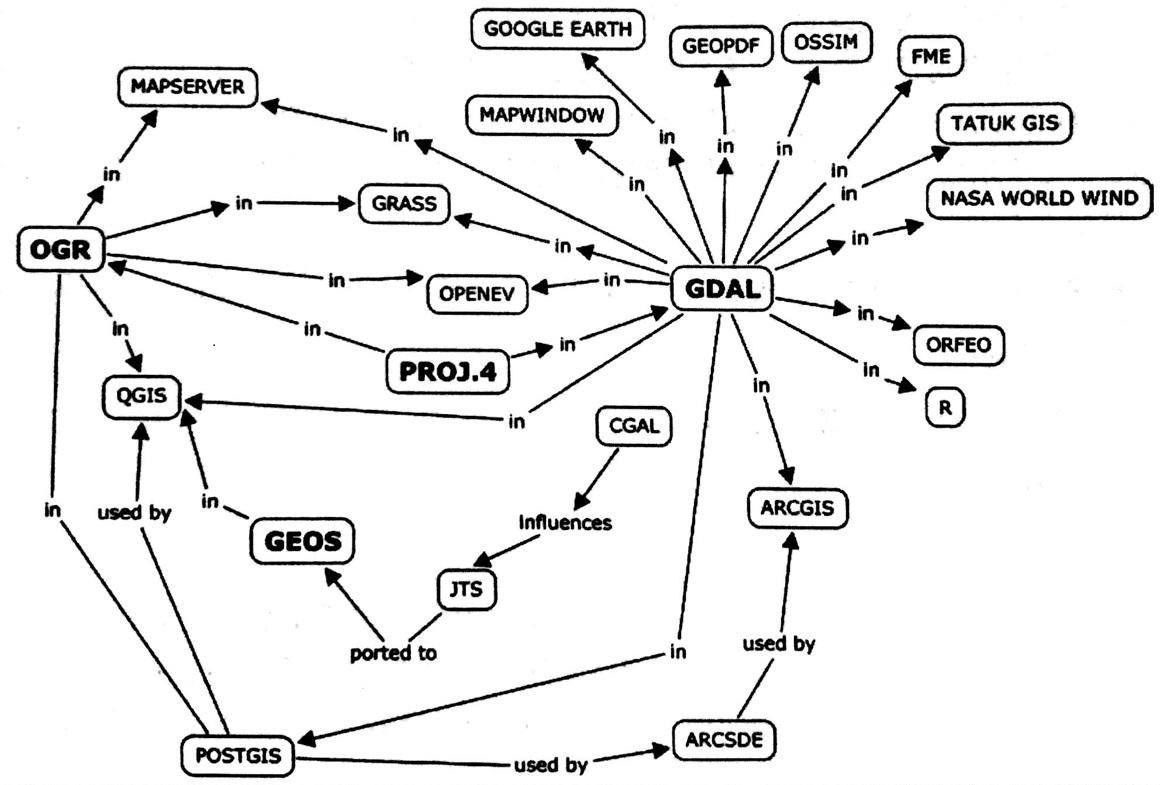 GOOGLE EARTH
GEOPDF
OSSIM
FME
MAPSERVER
MAPWINDOW
TATUK GIS
in
in
in
in
in
in
in
in
in
GRASS
in
NASA WORLD WIND
in
in
OGR
in
in
OPENEV
GDAL
in
in
in
in
PROJ.4
ORFEO
in
in
QGIS
R
in
CGAL
in
in
used by
influences
ARCGIS
GEOS
JTS
ported to
in
used by
POSTGIS
used by
ARCSDE